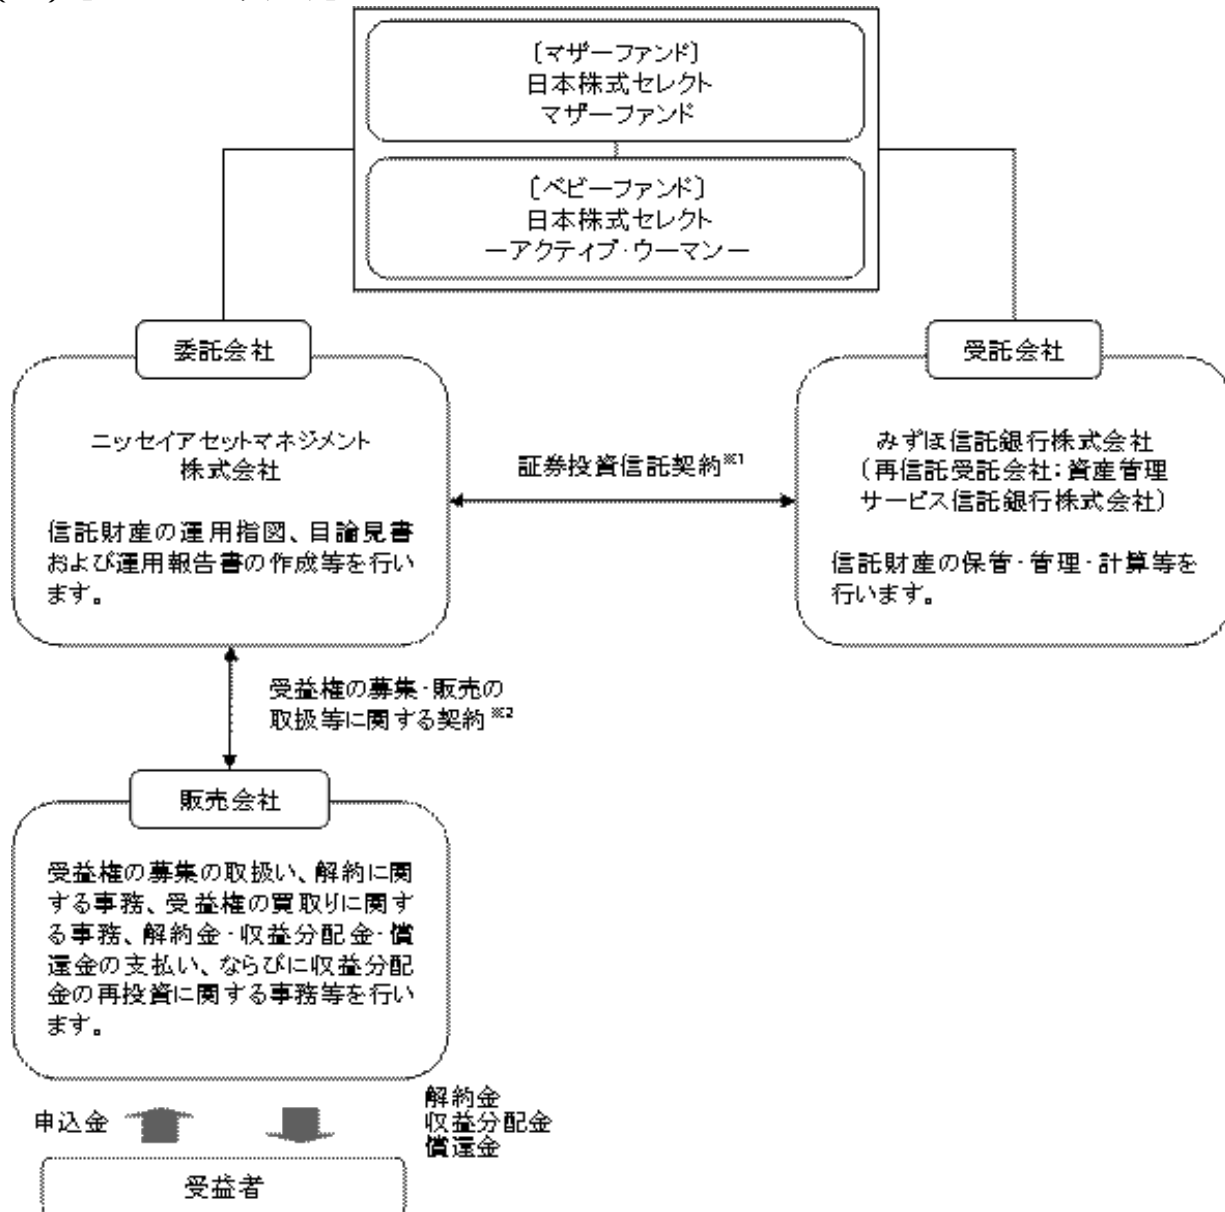 〔マザーファンド〕
日本株式セレクト
マザーファンド
〔ベビーファンド〕
日本株式セレクト
－アクティブ・ウーマン－
委託会社
ニッセイアセットマネジメント
株式会社
信託財産の運用指図、目論見書
および運用報告書の作成等を行い
ます。
証券投資信託契約※1
受託会社
みずほ信託銀行株式会社
（再信託受託会社：資産管理
サービス信託銀行株式会社）
信託財産の保管・管理・計算等を
行います。
受益権の募集・販売の
取扱等に関する契約※2
販売会社
受益権の募集の取扱い、解約に関
する事務、受益権の買取りに関す
る事務、解約金・収益分配金・償
還金の支払い、ならびに収益分配
金の再投資に関する事務等を行い
ます。
申込金
解約金
収益分配金
償還金
受益者